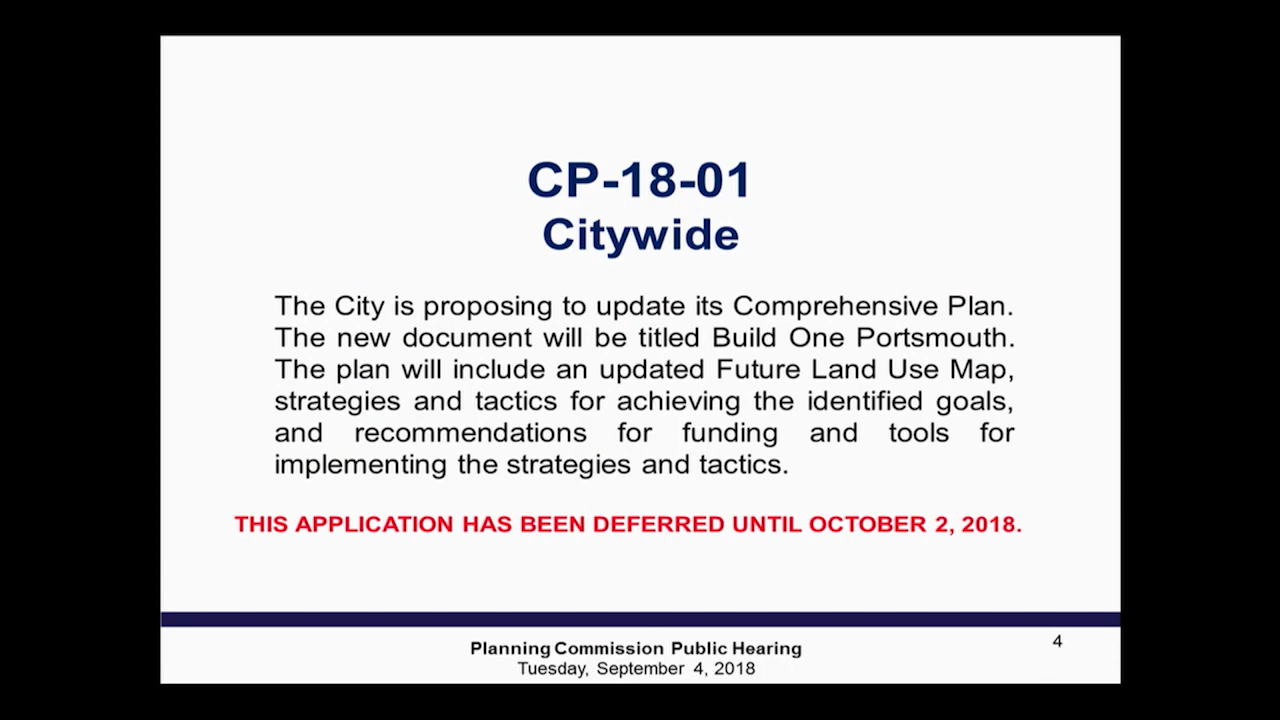 CP-18-01
Citywide
The City is proposing to update its Comprehensive Plan.
The new document will be titled Build One Portsmouth.
The plan will include an updated Future Land Use Map,
strategies and tactics for achieving the identified goals,
and recommendations for funding and tools for
implementing the strategies and tactics.
THIS APPLICATION HAS BEEN DEFERRED UNTIL OCTOBER 2, 2018.
Planning Commission Public Hearing
Tuesday, September 4, 2018
4